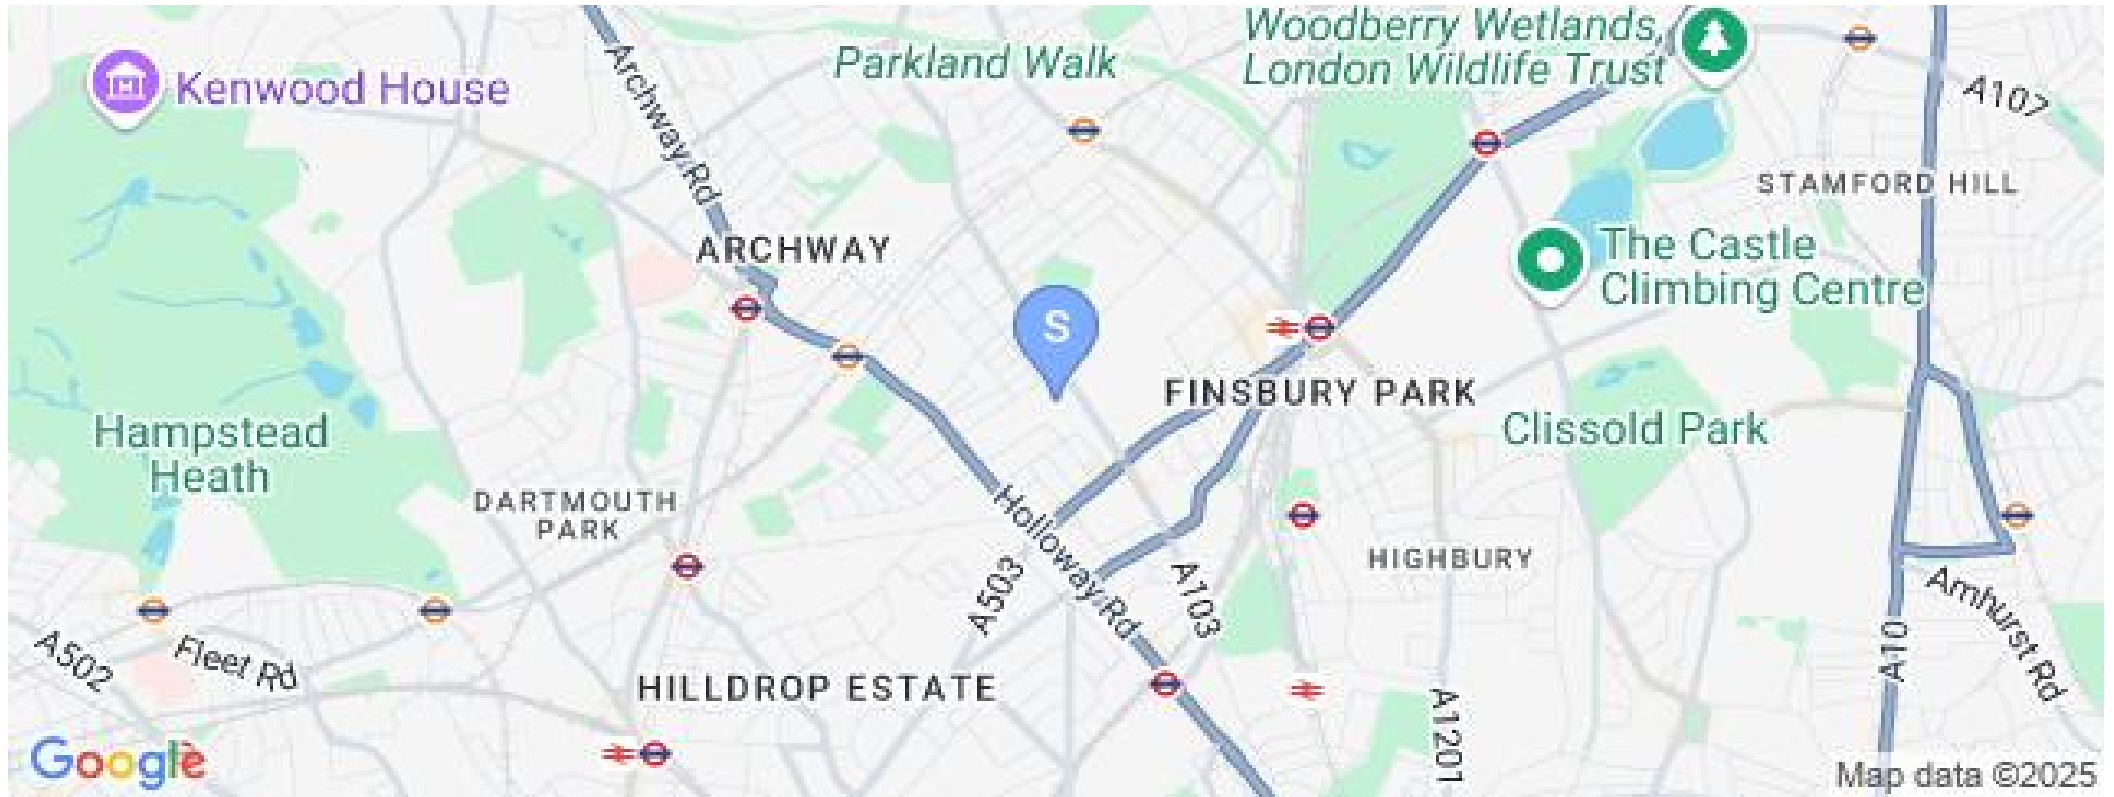 Woodberry Wetlands,
London Wildlife Trust
Parkland Walk
Kenwood House
Archway Rd
A107
STAMFORD HILL
ARCHWAY
The Castle
Climbing Centre
S
FINSBURY PARK
Clissold Park
Hampstead
Heath
DARTMOUTH
PARK
Holloway Rd
A503
A103
HIGHBURY
Amhurst Rd
A502
Fleet Rd
HILLDROP ESTATE
A10
A1201
Google
Map data ©2025